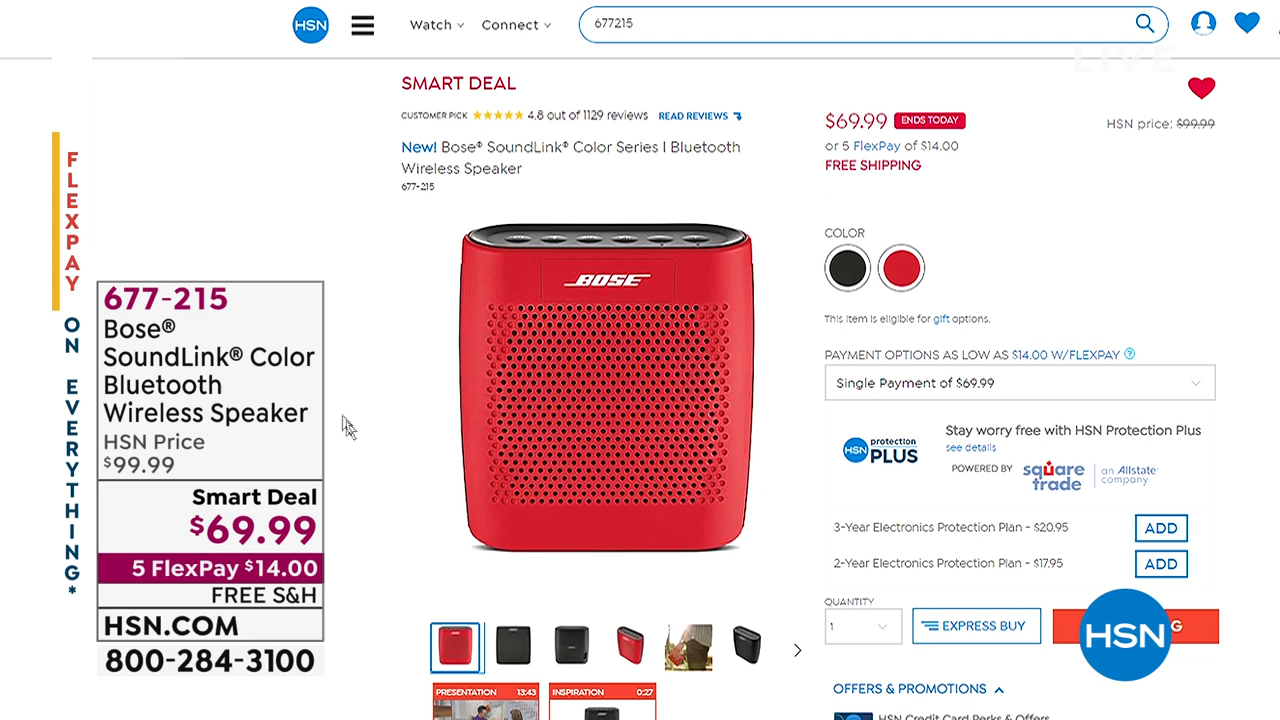 HSN
Watch
Connect
677215
LIVE
SMART DEAL
CUSTOMER PICK ★★★★★ 4.8 out of 1129 reviews READ REVIEWS
New! Bose® SoundLink® Color Series I Bluetooth
Wireless Speaker
677-215
BOSE
$69.99 ENDS TODAY
HSN price: $99.99
or 5 FlexPay of $14.00
FREE SHIPPING
COLOR
This item is eligible for gift options.
PAYMENT OPTIONS AS LOW AS $14.00 W/FLEXPAY ?
Single Payment of $69.99
HSN protection PLUS
Stay worry free with HSN Protection Plus
see details
POWERED BY square trade an Allstate company
3-Year Electronics Protection Plan - $20.95 ADD
2-Year Electronics Protection Plan - $17.95 ADD
QUANTITY
1
EXPRESS BUY
G
HSN
OFFERS & PROMOTIONS
HSN Credit Card Perks & Offers
PRESENTATION 13:43
INSPIRATION 0:27
FLEXPAY ON EVERYTHING*
677-215
Bose®
SoundLink® Color
Bluetooth
Wireless Speaker
HSN Price
$99.99
Smart Deal
$69.99
5 FlexPay $14.00
FREE S&H
HSN.COM
800-284-3100